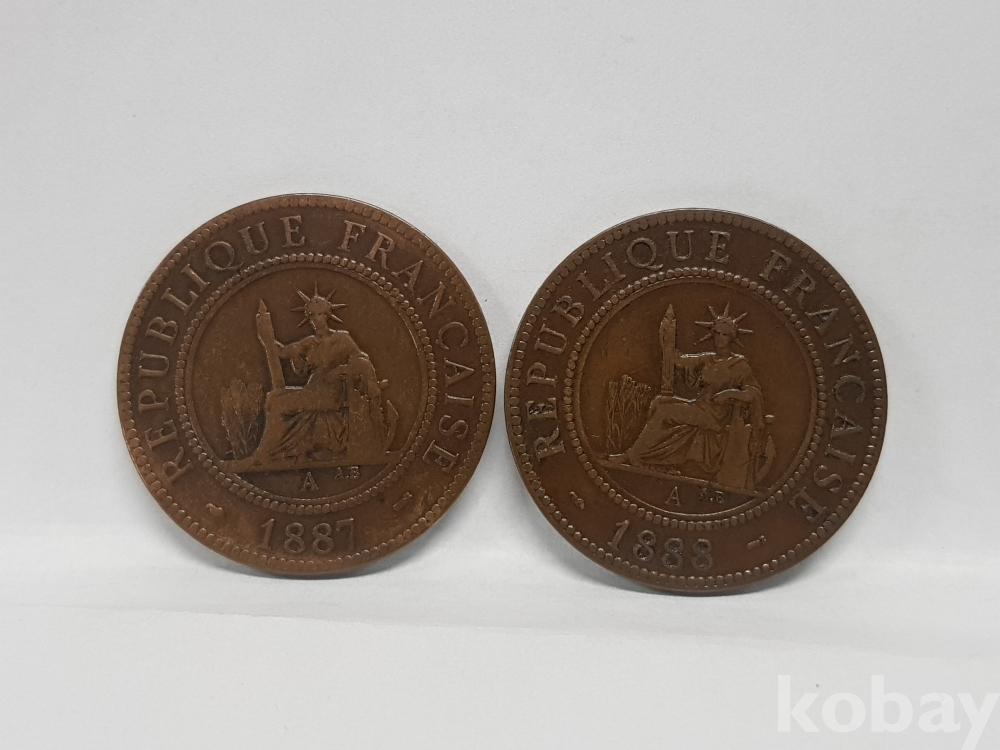 REPUBLIQUE FRANCAISE
A A.B
1887
REPUBLIQUE FRANCAISE
A A.B
1888
kobay